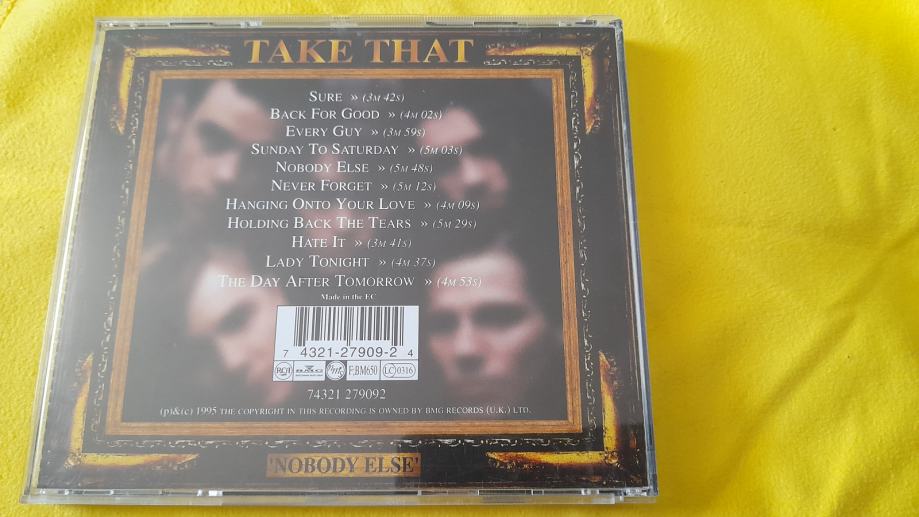 TAKE THAT
SURE » (3M 42S)
BACK FOR GOOD » (4M 02S)
EVERY GUY » (3M 59S)
SUNDAY TO SATURDAY » (5M 03S)
NOBODY ELSE » (5M 48S)
NEVER FORGET » (5M 12S)
HANGING ONTO YOUR LOVE » (4M 09S)
HOLDING BACK THE TEARS » (5M 29S)
HATE IT » (3M 41S)
LADY TONIGHT » (4M 37S)
THE DAY AFTER TOMORROW » (4M 53S)
Made in the EC
7 4321-27909-2 4
RCA BMG F:BM650 LC 0316
74321 279092
(p)&(c) 1995 THE COPYRIGHT IN THIS RECORDING IS OWNED BY BMG RECORDS (U.K.) LTD.
'NOBODY ELSE'